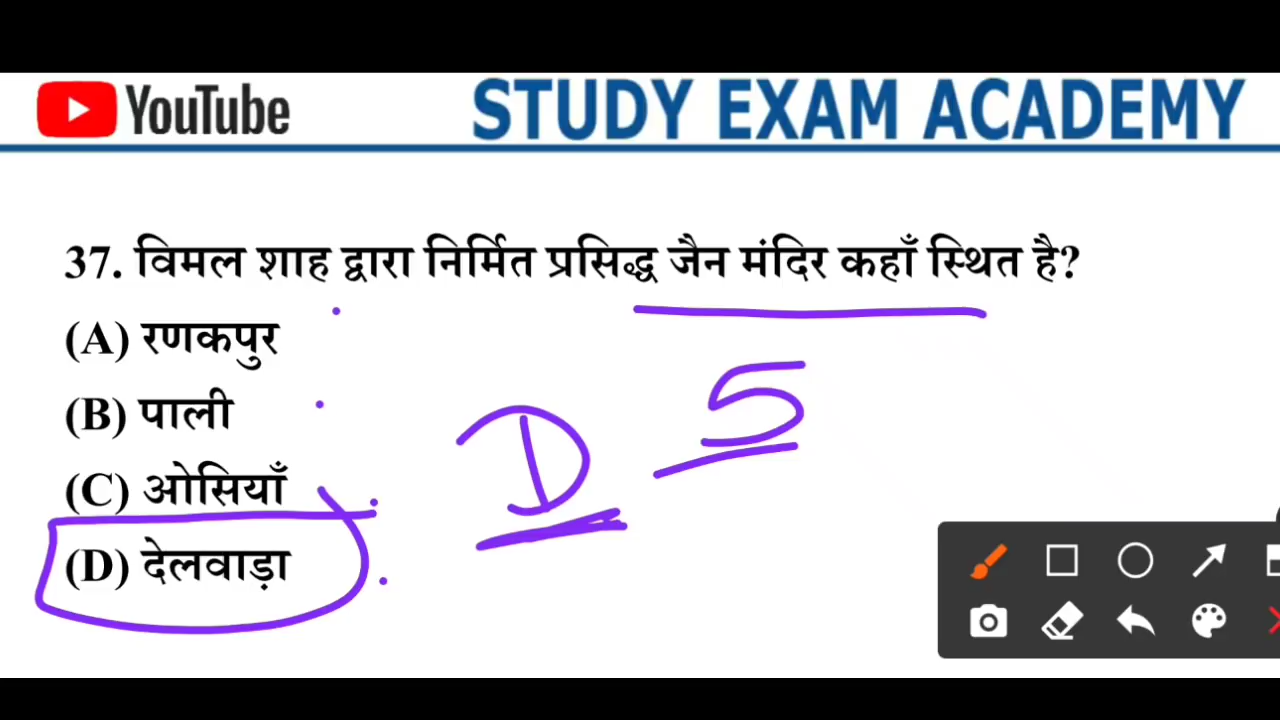 YouTube STUDY EXAM ACADEMY
37. विमल शाह द्वारा निर्मित प्रसिद्ध जैन मंदिर कहाँ स्थित है?
(A) रणकपुर
(B) पाली
(C) ओसियाँ
(D) देलवाड़ा
D 5